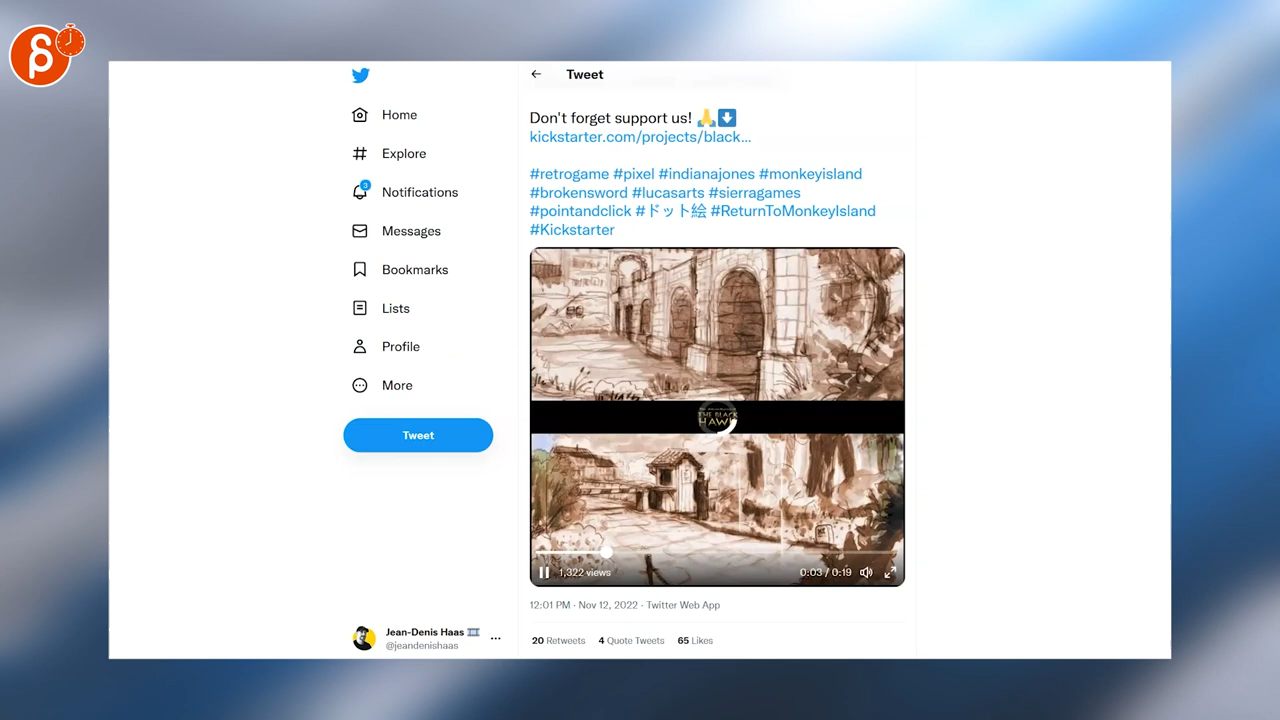 Tweet
Home
Explore
3
Notifications
Messages
Bookmarks
Lists
Profile
More
Tweet
Jean-Denis Haas
@jeandenishaas
Don't forget support us! 🙏⬇️
kickstarter.com/projects/black...
#retrogame #pixel #indianajones #monkeyisland
#brokensword #lucasarts #sierragames
#pointandclick #ドット絵 #ReturnToMonkeyIsland
#Kickstarter
THE BLACK
HAWK
1,322 views
0:03 / 0:19
12:01 PM · Nov 12, 2022 · Twitter Web App
20 Retweets 4 Quote Tweets 65 Likes